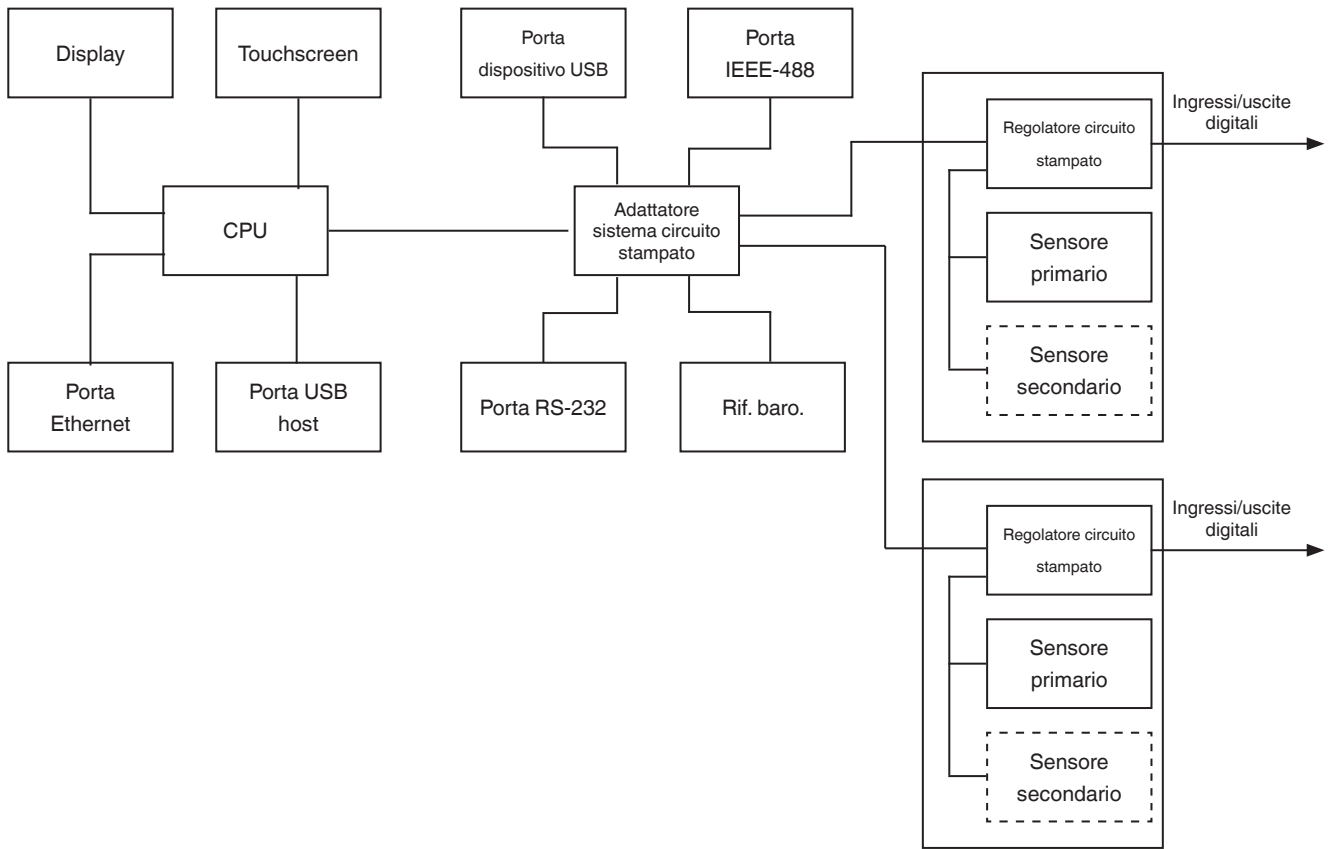 Display
Touchscreen
Porta
dispositivo USB
Porta
IEEE-488
Ingressi/uscite
digitali
Regolatore circuito
stampato
CPU
Adattatore
sistema circuito
stampato
Sensore
primario
Sensore
secondario
Porta
Ethernet
Porta USB
host
Porta RS-232
Rif. baro.
Ingressi/uscite
digitali
Regolatore circuito
stampato
Sensore
primario
Sensore
secondario